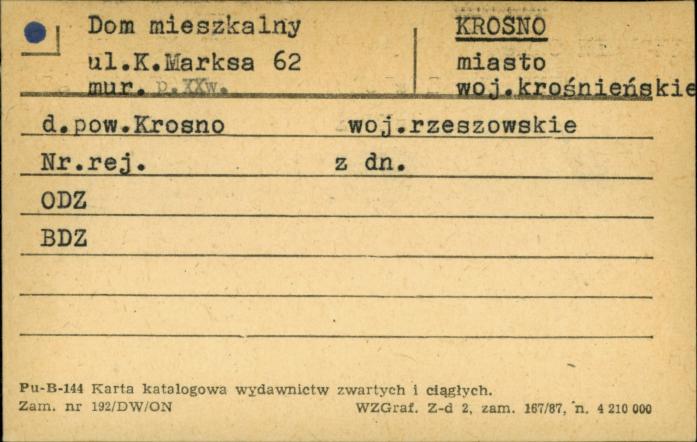 Dom mieszkalny
ul.K.Marksa 62
mur. p.XXw.
KROSNO
miasto
woj.krośnieńskie
d.pow.Krosno woj.rzeszowskie
Nr.rej. z dn.
ODZ
BDZ
Pu-B-144 Karta katalogowa wydawnictw zwartych i ciągłych.
Zam. nr 192/DW/ON WZGraf. Z-d 2, zam. 167/87, n. 4 210 000